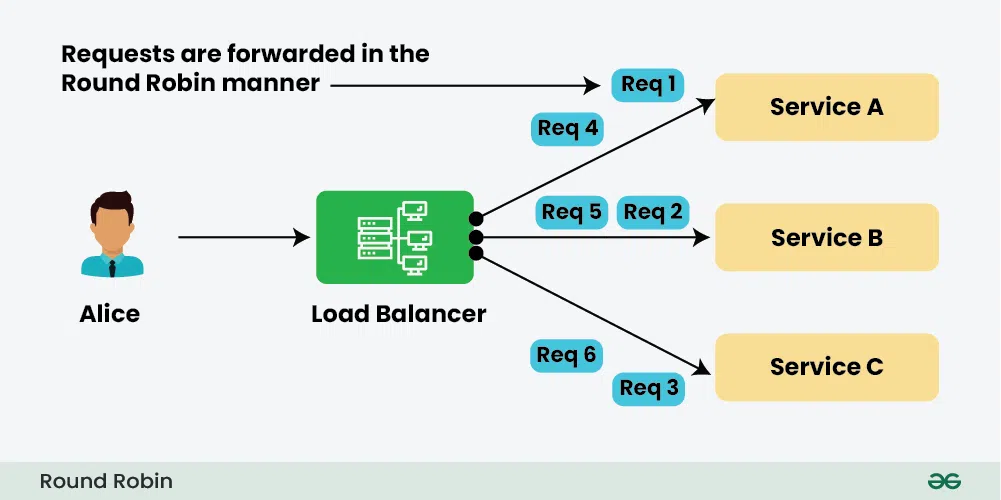 Requests are forwarded in the
Round Robin manner
Req 1
Service A
Req 4
Req 5
Req 2
Service B
Alice
Load Balancer
Req 6
Req 3
Service C
Round Robin